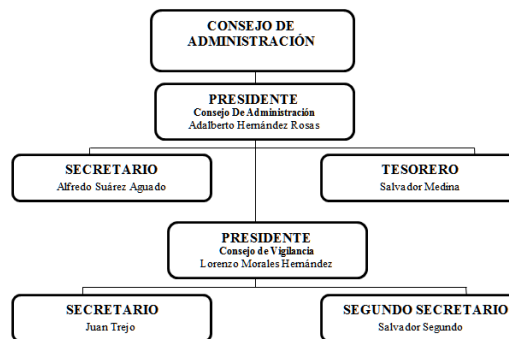 CONSEJO DE
ADMINISTRACIÓN
PRESIDENTE
Consejo De Administración
Adalberto Hernández Rosas
SECRETARIO
Alfredo Suárez Aguado
TESORERO
Salvador Medina
PRESIDENTE
Consejo de Vigilancia
Lorenzo Morales Hernández
SECRETARIO
Juan Trejo
SEGUNDO SECRETARIO
Salvador Segundo